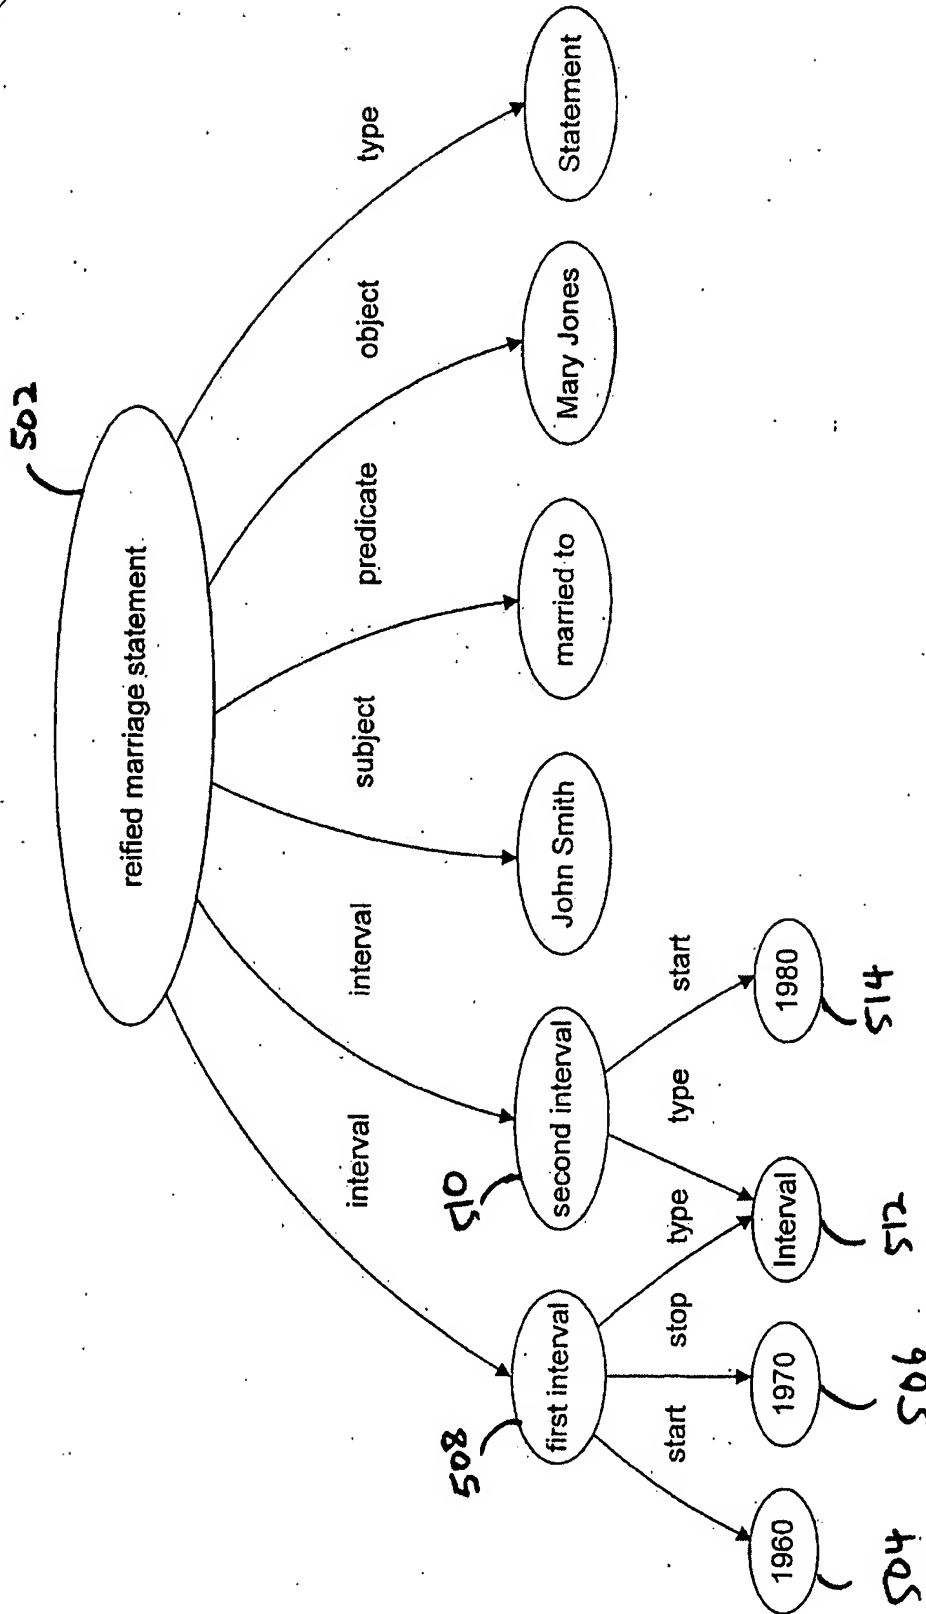 502
reified marriage statement
interval interval subject predicate object type
508 510
first interval second interval John Smith married to Mary Jones Statement
start stop type type start
1960 1970 Interval 1980
504 506 512 514